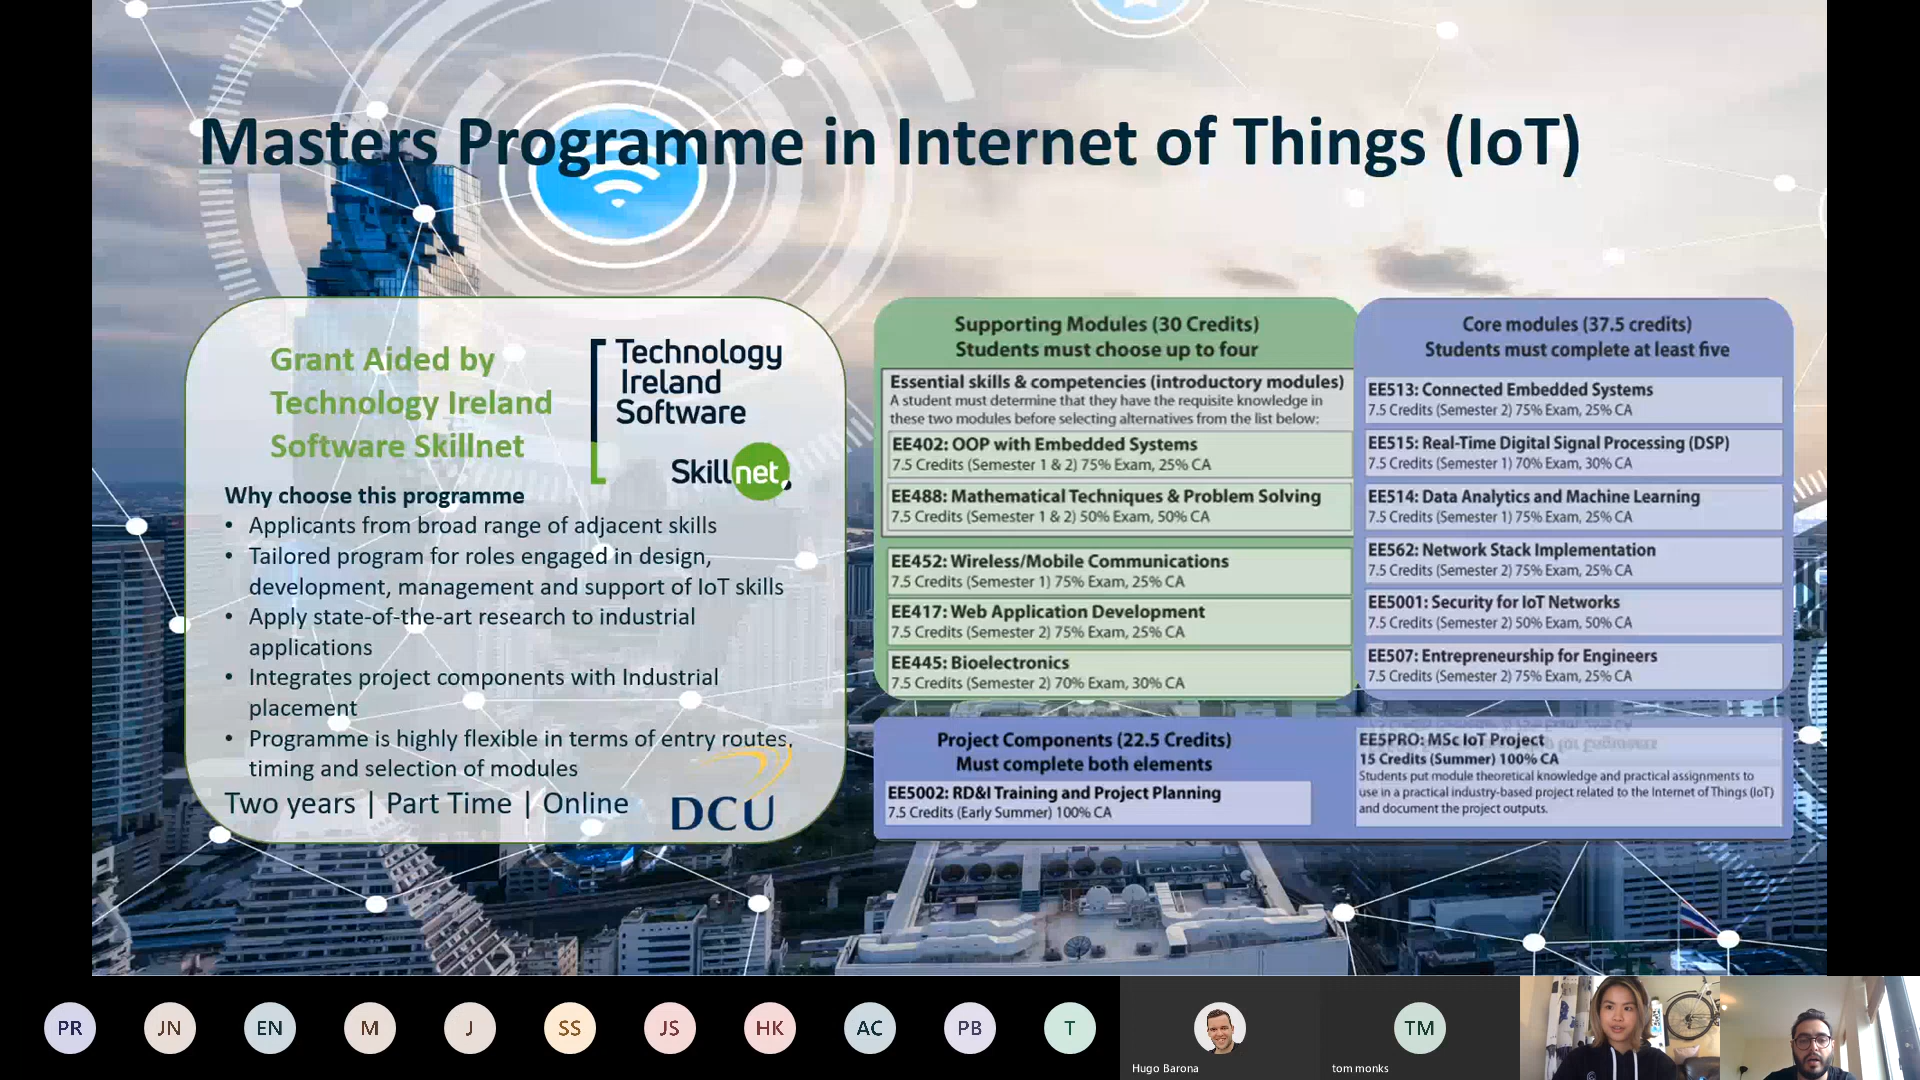 Masters Programme in Internet of Things (IoT)
Grant Aided by
Technology Ireland
Software Skillnet
Technology
Ireland
Software
Skillnet
Why choose this programme
• Applicants from broad range of adjacent skills
• Tailored program for roles engaged in design,
development, management and support of IoT skills
• Apply state-of-the-art research to industrial
applications
• Integrates project components with Industrial
placement
• Programme is highly flexible in terms of entry routes,
timing and selection of modules
Two years | Part Time | Online
DCU
Supporting Modules (30 Credits)
Students must choose up to four
Essential skills & competencies (introductory modules)
A student must determine that they have the requisite knowledge in
these two modules before selecting alternatives from the list below:
EE402: OOP with Embedded Systems
7.5 Credits (Semester 1 & 2) 75% Exam, 25% CA
EE488: Mathematical Techniques & Problem Solving
7.5 Credits (Semester 1 & 2) 50% Exam, 50% CA
EE452: Wireless/Mobile Communications
7.5 Credits (Semester 1) 75% Exam, 25% CA
EE417: Web Application Development
7.5 Credits (Semester 2) 75% Exam, 25% CA
EE445: Bioelectronics
7.5 Credits (Semester 2) 70% Exam, 30% CA
Core modules (37.5 credits)
Students must complete at least five
EE513: Connected Embedded Systems
7.5 Credits (Semester 2) 75% Exam, 25% CA
EE515: Real-Time Digital Signal Processing (DSP)
7.5 Credits (Semester 1) 70% Exam, 30% CA
EE514: Data Analytics and Machine Learning
7.5 Credits (Semester 1) 75% Exam, 25% CA
EE562: Network Stack Implementation
7.5 Credits (Semester 2) 75% Exam, 25% CA
EE5001: Security for IoT Networks
7.5 Credits (Semester 2) 50% Exam, 50% CA
EE507: Entrepreneurship for Engineers
7.5 Credits (Semester 2) 75% Exam, 25% CA
Project Components (22.5 Credits)
Must complete both elements
EE5002: RD&I Training and Project Planning
7.5 Credits (Early Summer) 100% CA
EE5PRO: MSc IoT Project
15 Credits (Summer) 100% CA
Students put module theoretical knowledge and practical assignments to
use in a practical industry-based project related to the Internet of Things (IoT)
and document the project outputs.
PR
JN
EN
M
J
SS
JS
HK
AC
PB
T
Hugo Barona
TM
tom monks